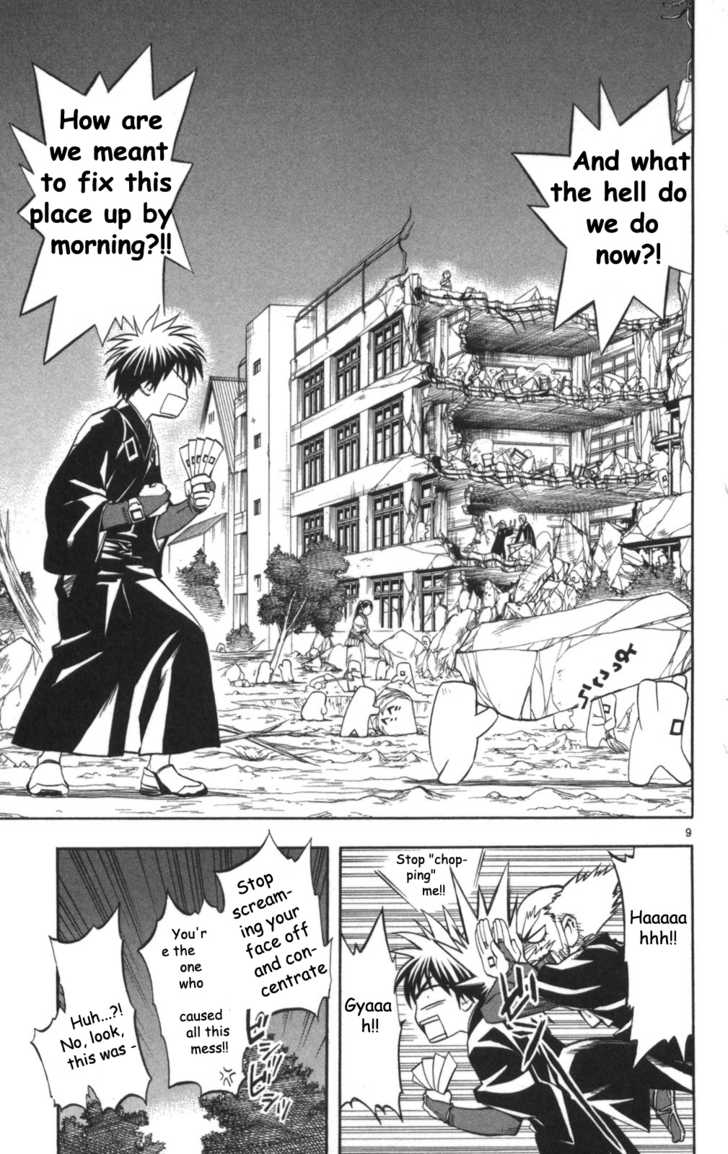 And what
the hell do
we do
now?!
How are
we meant
to fix this
place up by
morning?!!
9
Haaaaa
hhh!!
Stop "chop-
pping"
me!!
Gyaaa
h!!
Stop
scream-
ing your
face off
and con-
centrate
You'r
e the
one
who
caused
all this
mess!!
Huh...?!
No, look,
this was -